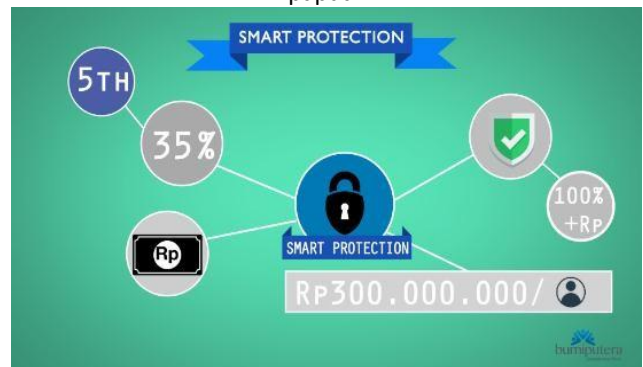 SMART PROTECTION
5TH
35%
100%
+RP
Rp
SMART PROTECTION
RP300.000.000/
bumiputera